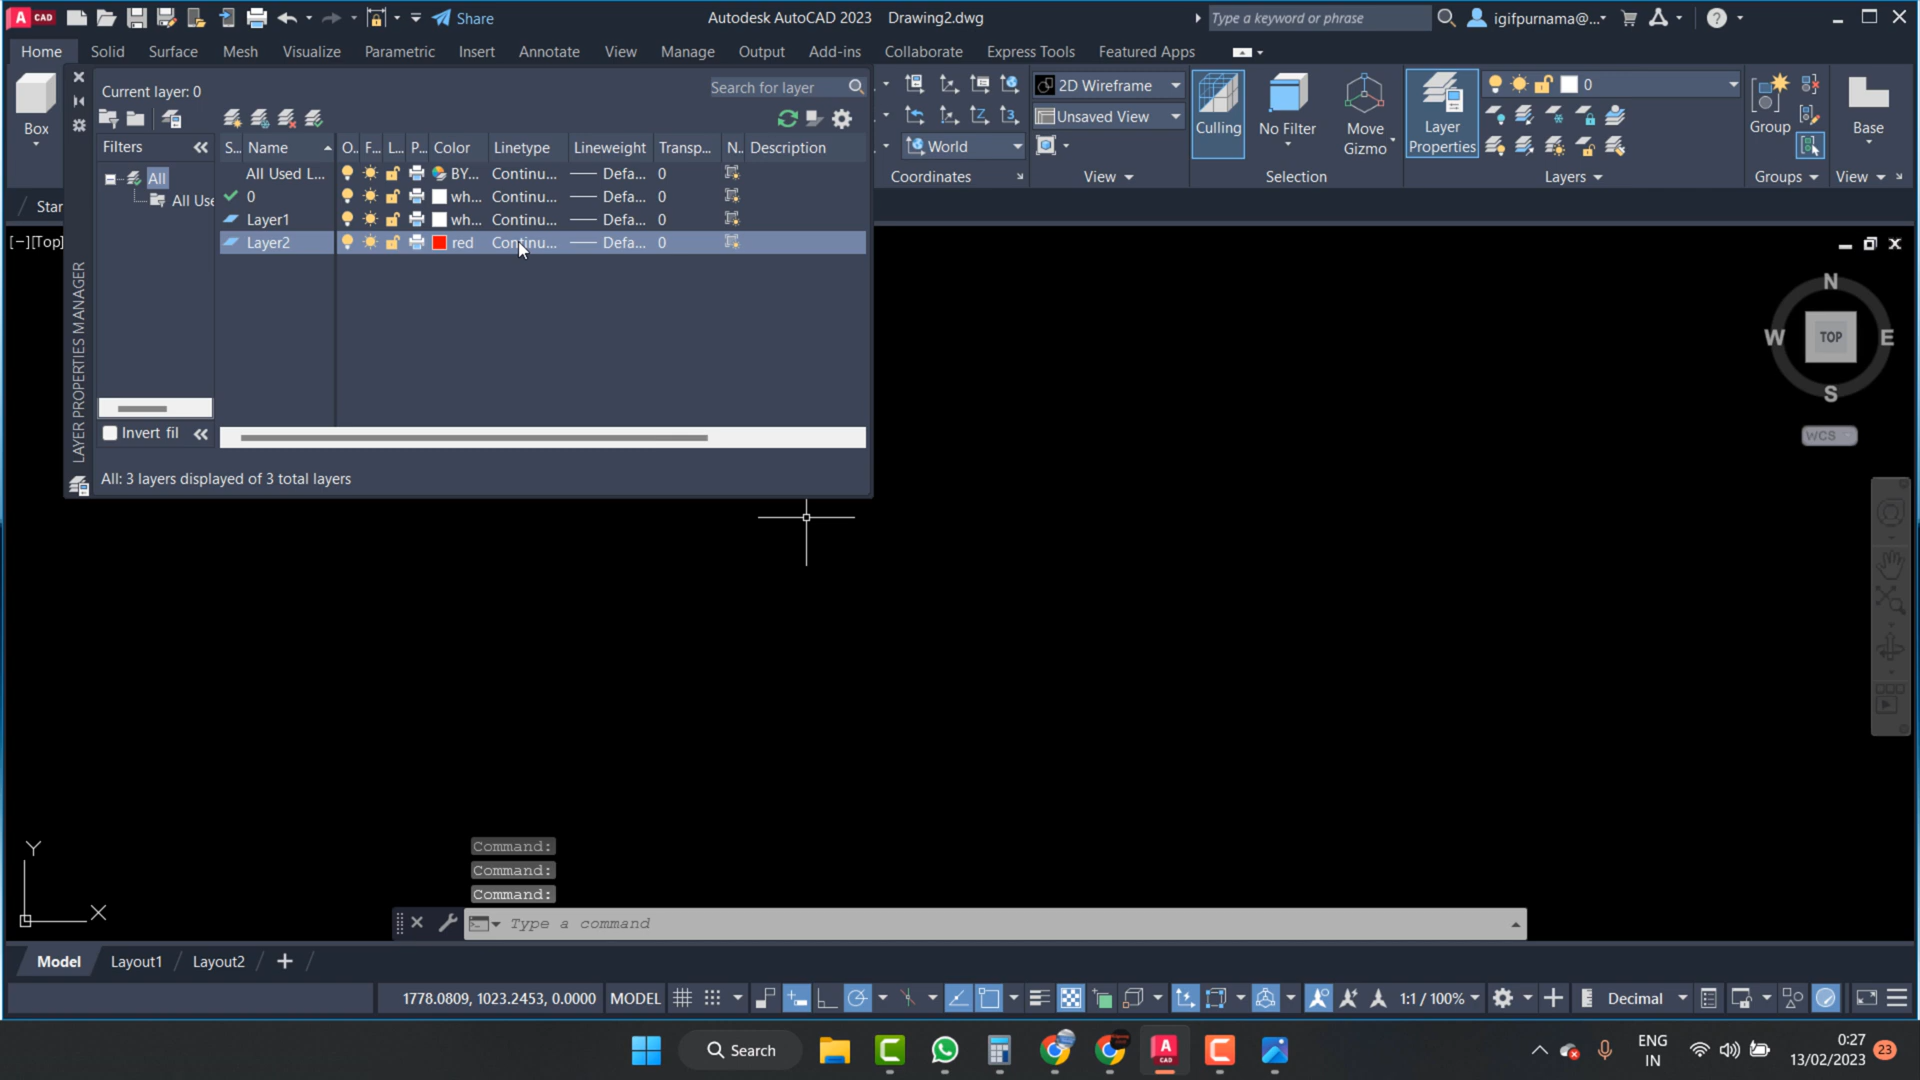 CAD Share Autodesk AutoCAD 2023 Drawing2.dwg Type a keyword or phrase igifpurnama@...
Home Solid Surface Mesh Visualize Parametric Insert Annotate View Manage Output Add-ins Collaborate Express Tools Featured Apps
Current layer: 0 Search for layer
Filters S... Name O.. F... L... P... Color Linetype Lineweight Transp... N.. Description
All All Used L... BY... Continu... Defa... 0
All Use 0 wh... Continu... Defa... 0
Layer1 wh... Continu... Defa... 0
Layer2 red Continu... Defa... 0
Invert fil
All: 3 layers displayed of 3 total layers
LAYER PROPERTIES MANAGER
Box
Star
[−][Top]
World
Coordinates
2D Wireframe
Unsaved View
View
Culling
No Filter
Move Gizmo
Selection
Layer Properties
0
Layers
Group
Groups
Base
View
N
W TOP E
S
WCS
Y
X
Command:
Command:
Command:
Type a command
Model Layout1 Layout2
1778.0809, 1023.2453, 0.0000 MODEL 1:1 / 100% Decimal
Search A CAD C ENG IN 0:27 13/02/2023 23